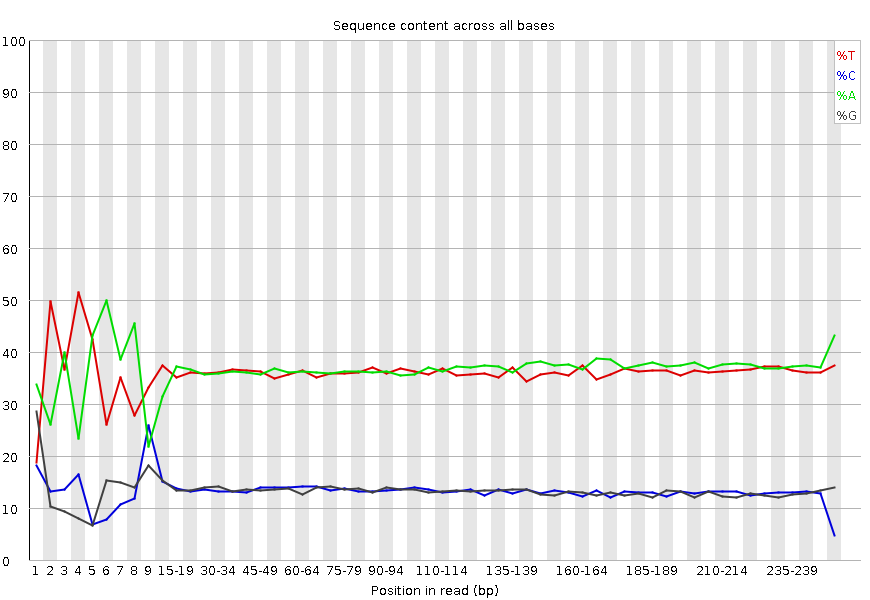 Sequence content across all bases
100
90
80
70
60
50
40
30
20
10
0
%T
%C
%A
%G
1 2 3 4 5 6 7 8 9 15-19 30-34 45-49 60-64 75-79 90-94 110-114 135-139 160-164 185-189 210-214 235-239
Position in read (bp)